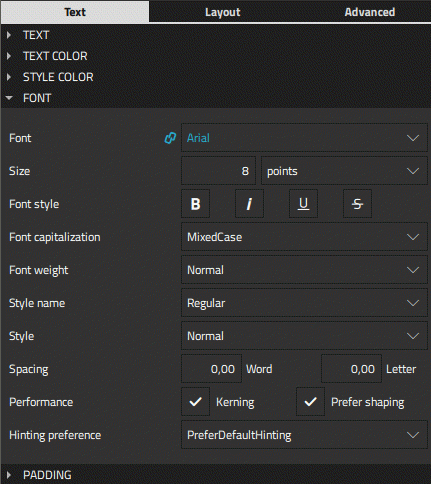 Text Layout Advanced
TEXT
TEXT COLOR
STYLE COLOR
FONT
Font Arial
Size 8 points
Font style B i U S
Font capitalization MixedCase
Font weight Normal
Style name Regular
Style Normal
Spacing 0,00 Word 0,00 Letter
Performance Kerning Prefer shaping
Hinting preference PreferDefaultHinting
PADDING